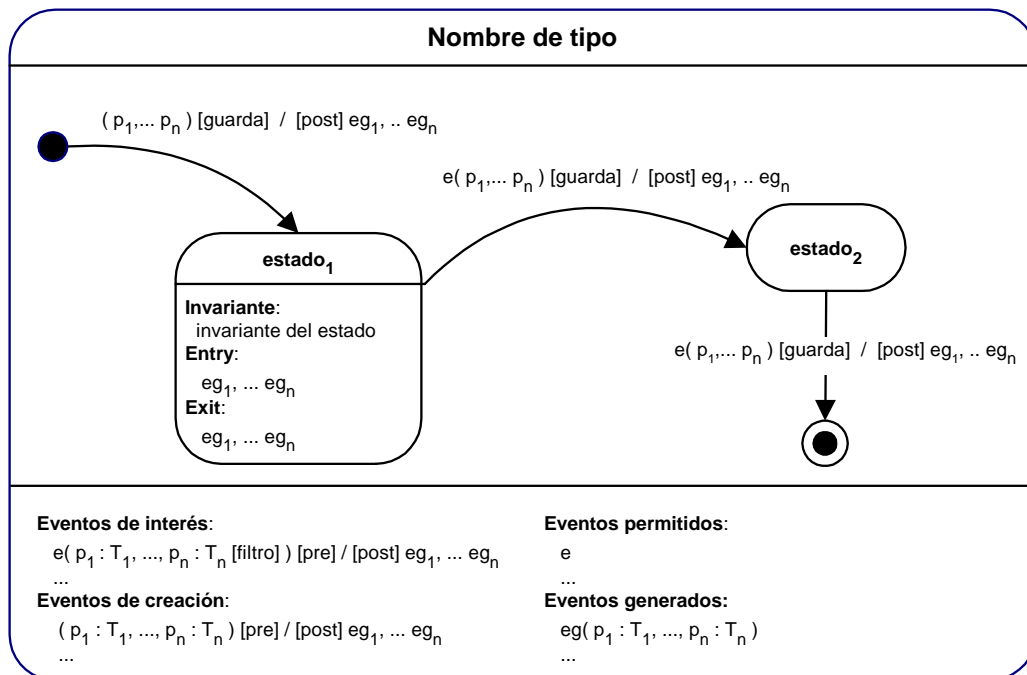 Nombre de tipo
( p1,... pn ) [guarda] / [post] eg1, .. egn
e( p1,... pn ) [guarda] / [post] eg1, .. egn
estado1
Invariante:
invariante del estado
Entry:
eg1, ... egn
Exit:
eg1, ... egn
estado2
e( p1,... pn ) [guarda] / [post] eg1, .. egn
Eventos de interés:
e( p1 : T1, ..., pn : Tn [filtro] ) [pre] / [post] eg1, ... egn
...
Eventos de creación:
( p1 : T1, ..., pn : Tn ) [pre] / [post] eg1, ... egn
...
Eventos permitidos:
e
...
Eventos generados:
eg( p1 : T1, ..., pn : Tn )
...